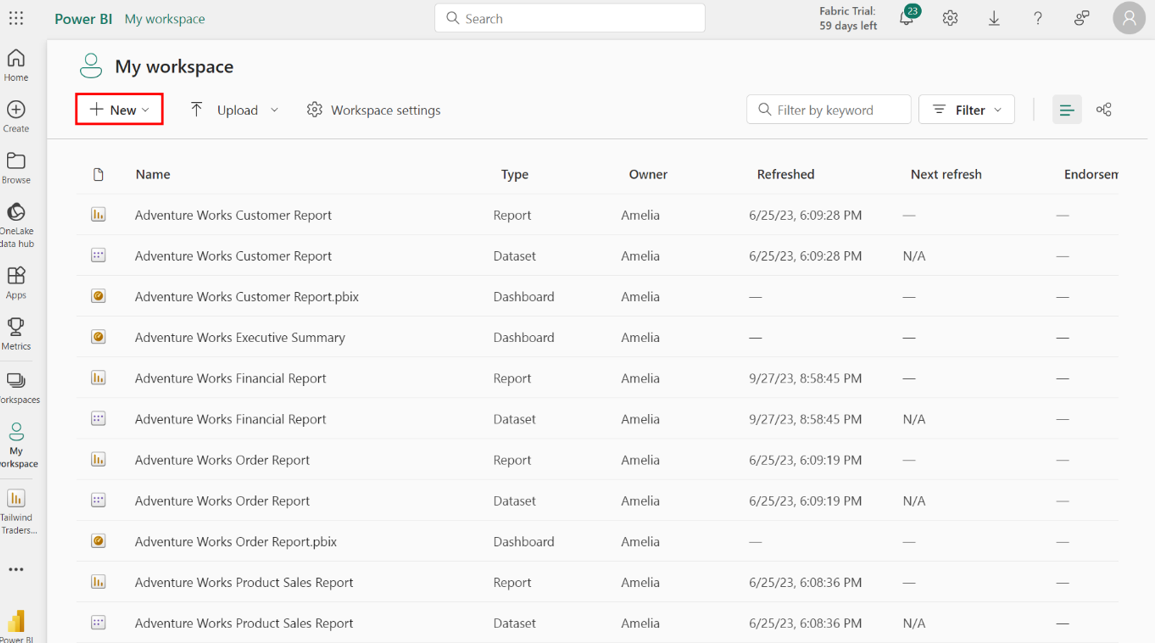 Power BI My workspace
Search
Fabric Trial:
59 days left
23
Home
Create
Browse
OneLake
data hub
Apps
Metrics
orkspaces
My
orkspace
Tailwind
Traders...
Power BI
My workspace
New Upload Workspace settings Filter by keyword Filter
Name Type Owner Refreshed Next refresh Endorsem
Adventure Works Customer Report Report Amelia 6/25/23, 6:09:28 PM —  —
Adventure Works Customer Report Dataset Amelia 6/25/23, 6:09:28 PM N/A —
Adventure Works Customer Report.pbix Dashboard Amelia — — —
Adventure Works Executive Summary Dashboard Amelia — — —
Adventure Works Financial Report Report Amelia 9/27/23, 8:58:45 PM — —
Adventure Works Financial Report Dataset Amelia 9/27/23, 8:58:45 PM N/A —
Adventure Works Order Report Report Amelia 6/25/23, 6:09:19 PM — —
Adventure Works Order Report Dataset Amelia 6/25/23, 6:09:19 PM N/A —
Adventure Works Order Report.pbix Dashboard Amelia — — —
Adventure Works Product Sales Report Report Amelia 6/25/23, 6:08:36 PM — —
Adventure Works Product Sales Report Dataset Amelia 6/25/23, 6:08:36 PM N/A —